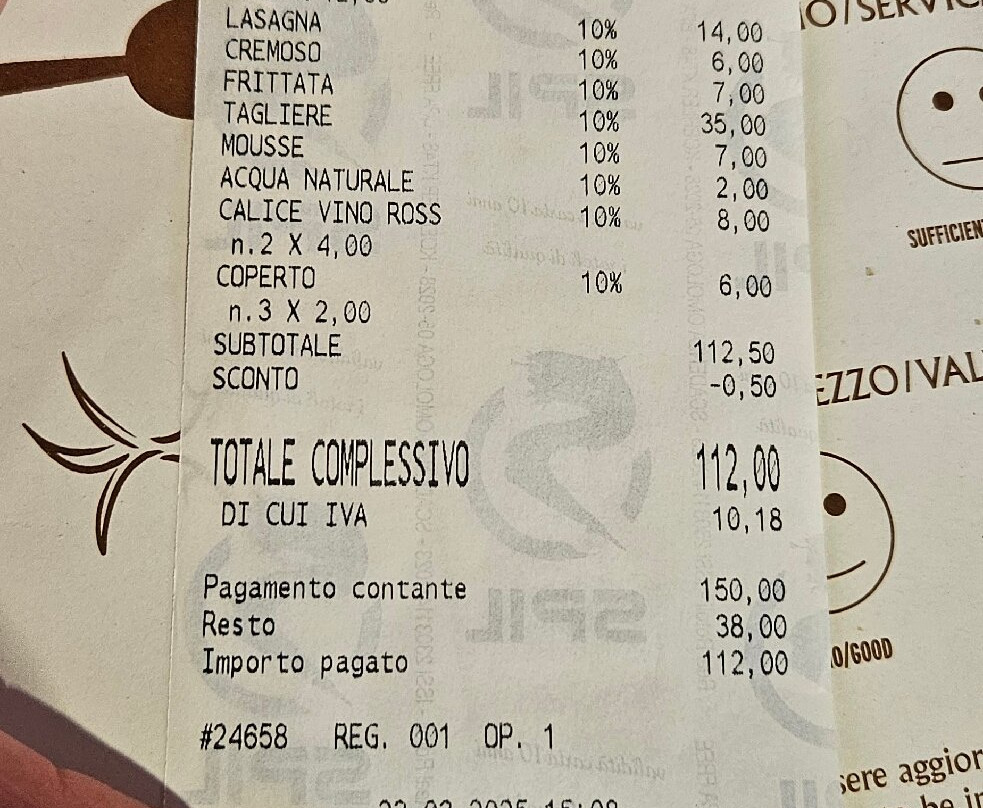 LASAGNA 10% 14,00
CREMOSO 10% 6,00
FRITTATA 10% 7,00
TAGLIERE 10% 35,00
MOUSSE 10% 7,00
ACQUA NATURALE 10% 2,00
CALICE VINO ROSS 10% 8,00
n.2 X 4,00
COPERTO 10% 6,00
n.3 X 2,00
SUBTOTALE 112,50
SCONTO -0,50
TOTALE COMPLESSIVO 112,00
DI CUI IVA 10,18
Pagamento contante 150,00
Resto 38,00
Importo pagato 112,00
#24658 REG. 001 OP. 1
IO/SERVIC
SUFFICIEN
EZZO/VAL
O/GOOD
sere aggior